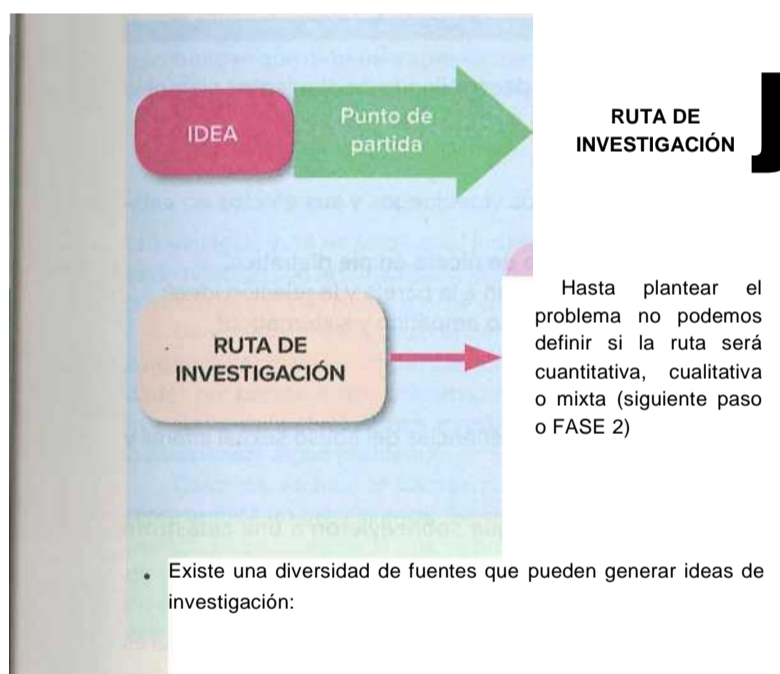 IDEA
Punto de
partida
RUTA DE
INVESTIGACIÓN
Hasta plantear el
problema no podemos
definir si la ruta será
cuantitativa, cualitativa
o mixta (siguiente paso
o FASE 2)
RUTA DE
INVESTIGACIÓN
• Existe una diversidad de fuentes que pueden generar ideas de
investigación: